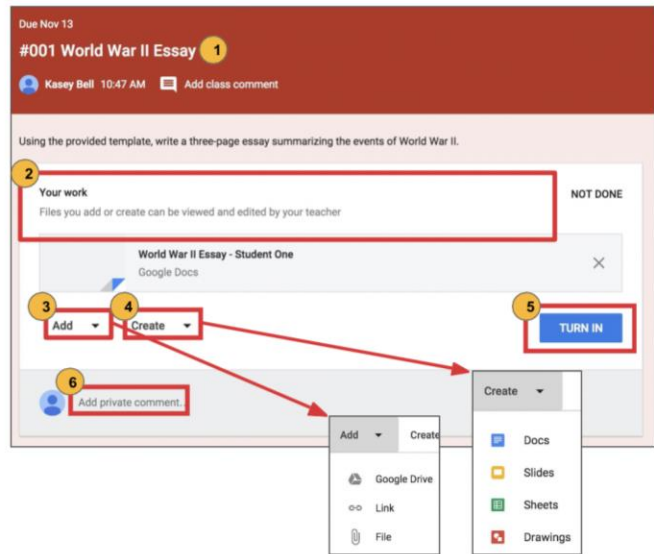 Due Nov 13
#001 World War II Essay 1
Kasey Bell 10:47 AM Add class comment
Using the provided template, write a three-page essay summarizing the events of World War II.
2
Your work NOT DONE
Files you add or create can be viewed and edited by your teacher
World War II Essay - Student One
Google Docs
3 4 5
Add Create TURN IN
6
Add private comment...
Add Create
Google Drive
Link
File
Create
Docs
Slides
Sheets
Drawings